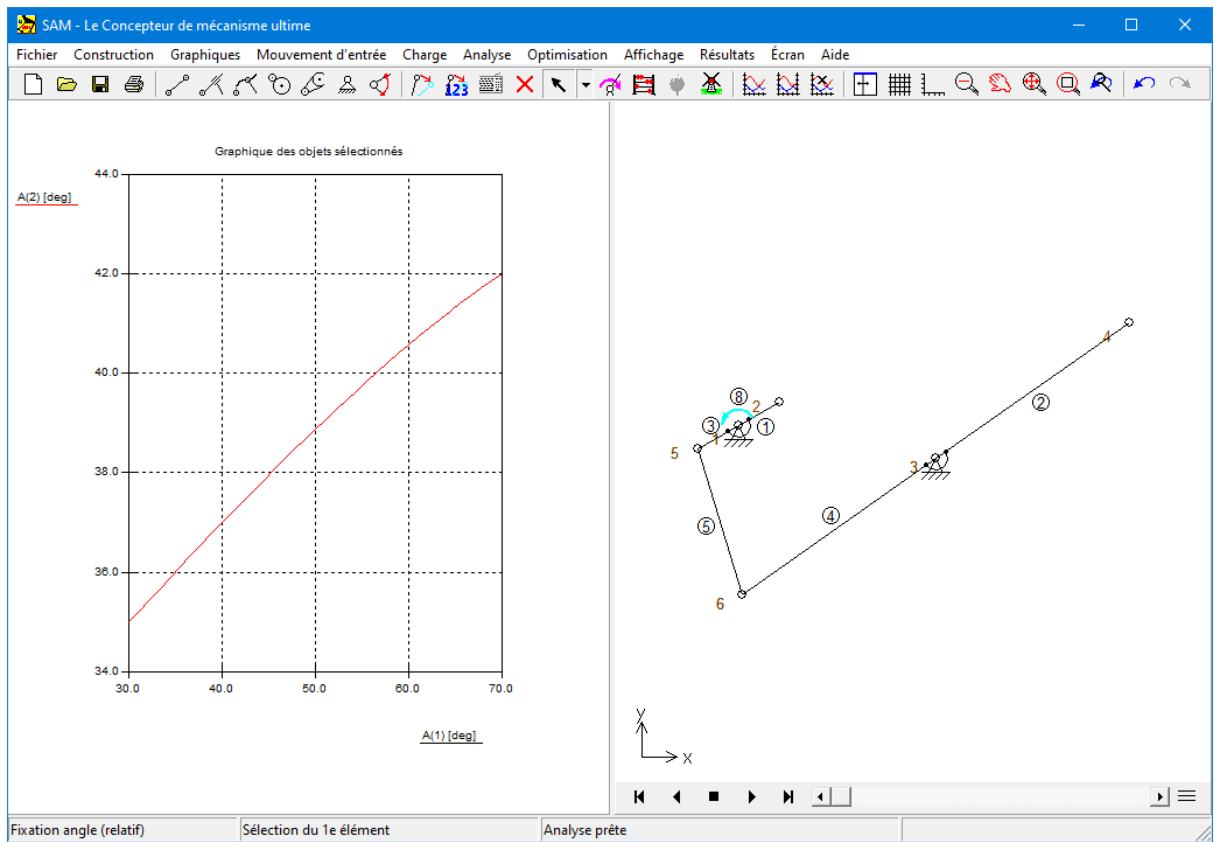 SAM - Le Concepteur de mécanisme ultime
Fichier Construction Graphiques Mouvement d'entrée Charge Analyse Optimisation Affichage Résultats Écran Aide
123
Graphique des objets sélectionnés
A(2) [deg]
44.0
42.0
40.0
38.0
36.0
34.0
30.0 40.0 50.0 60.0 70.0
A(1) [deg]
4
2
8
2
3
1
1
5
3
5
4
6
y
x
Fixation angle (relatif) Sélection du 1e élément Analyse prête